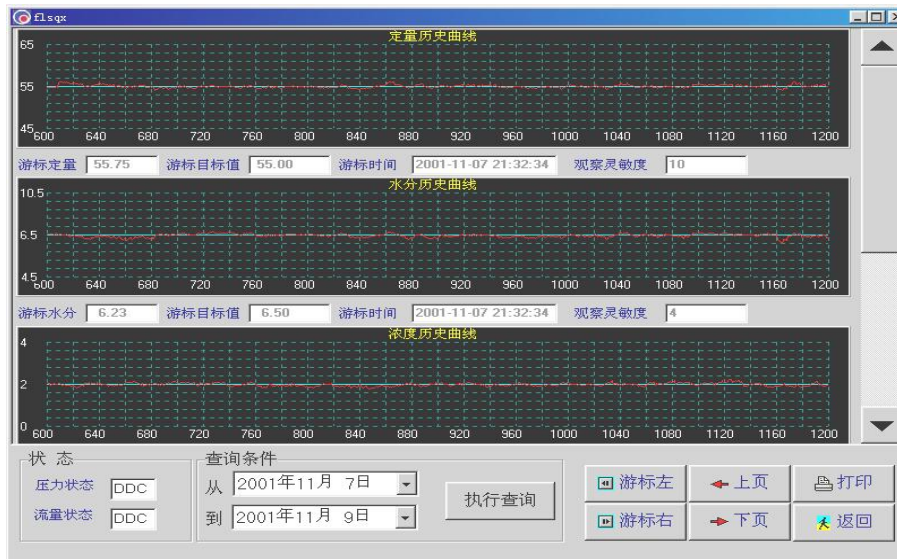 flsqx
定量历史曲线
65
55
45
600 640 680 720 760 800 840 880 920 960 1000 1040 1080 1120 1160 1200
游标定量 55.75 游标目标值 55.00 游标时间 2001-11-07 21:32:34 观察灵敏度 10
水分历史曲线
10.5
6.5
4.5
600 640 680 720 760 800 840 880 920 960 1000 1040 1080 1120 1160 1200
游标水分 6.23 游标目标值 6.50 游标时间 2001-11-07 21:32:34 观察灵敏度 4
浓度历史曲线
4
2
0
600 640 680 720 760 800 840 880 920 960 1000 1040 1080 1120 1160 1200
状 态
压力状态 DDC
流量状态 DDC
查询条件
从 2001年11月 7日
到 2001年11月 9日
执行查询
游标左 上页 打印
游标右 下页 返回